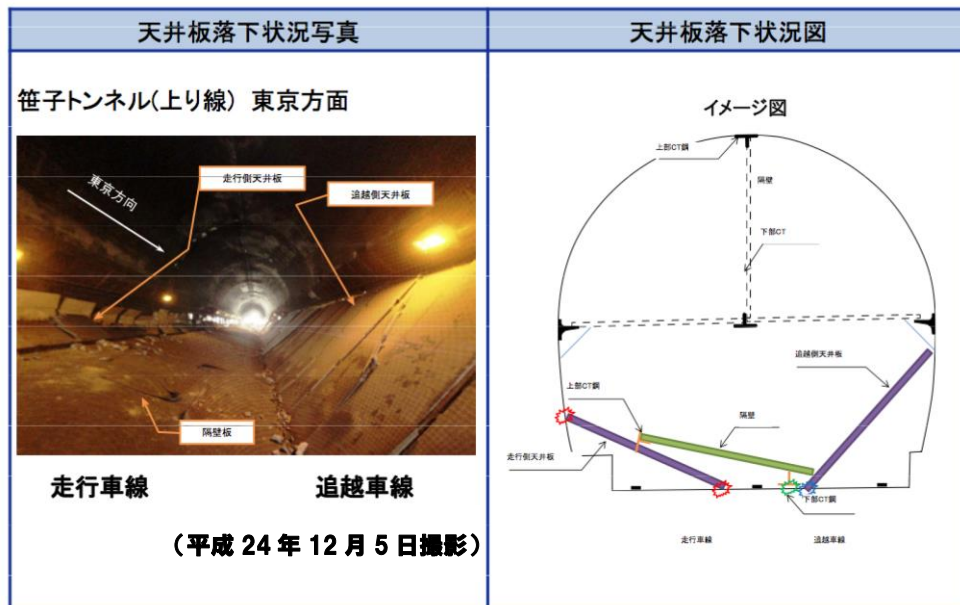 天井板落下状況写真
天井板落下状況図
笹子トンネル(上り線) 東京方面
走行側天井板
追越側天井板
東京方向
隔壁板
走行車線
追越車線
(平成 24 年 12 月 5 日撮影)
イメージ図
上部CT鋼
隔壁
下部CT
追越側天井板
上部CT鋼
隔壁
走行側天井板
下部CT鋼
走行車線
追越車線